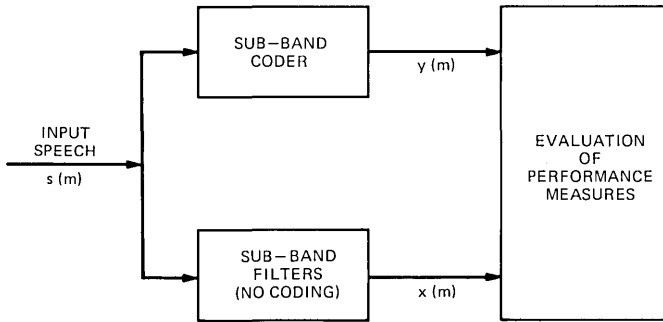 SUB-BAND
CODER
y (m)
INPUT
SPEECH
s (m)
EVALUATION
OF
PERFORMANCE
MEASURES
SUB-BAND
FILTERS
(NO CODING)
x (m)